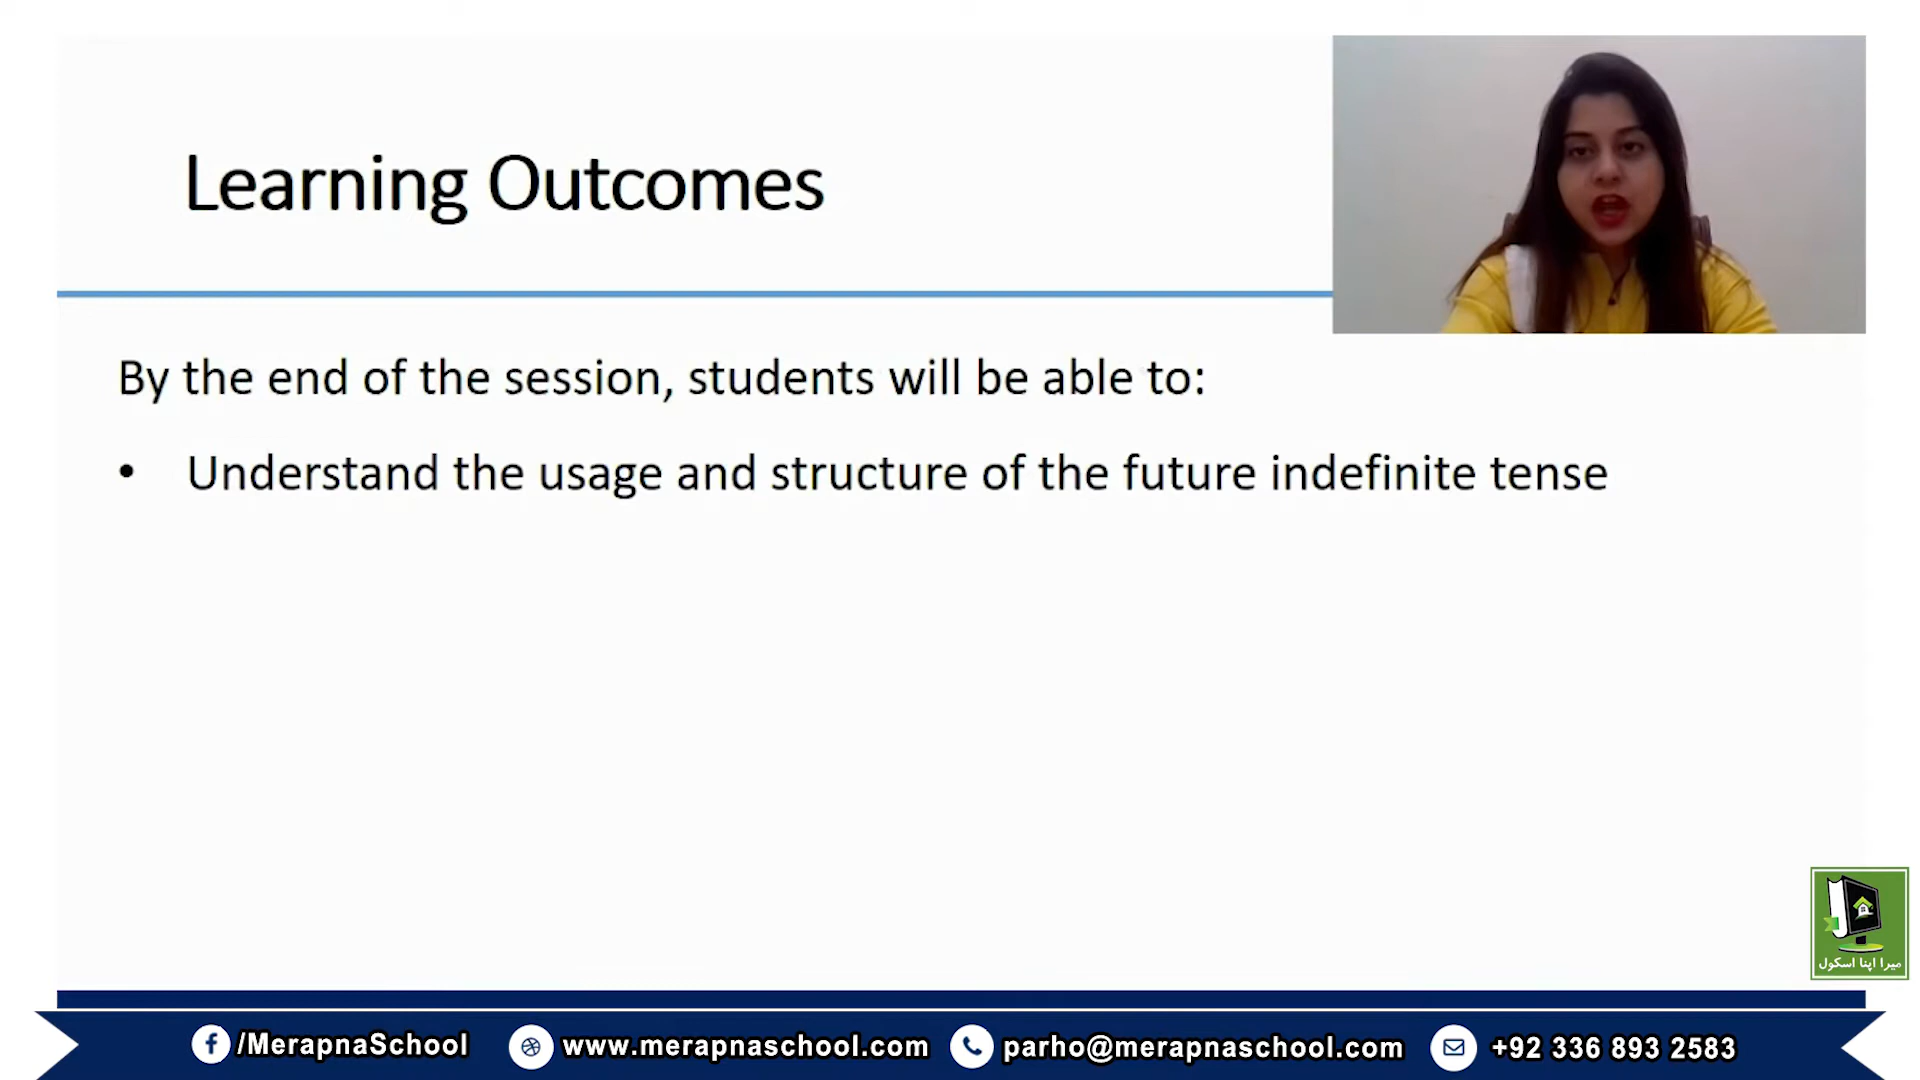 Learning Outcomes
By the end of the session, students will be able to:
• Understand the usage and structure of the future indefinite tense
میرا اپنا اسکول
/MerapnaSchool www.merapnaschool.com parho@merapnaschool.com +92 336 893 2583